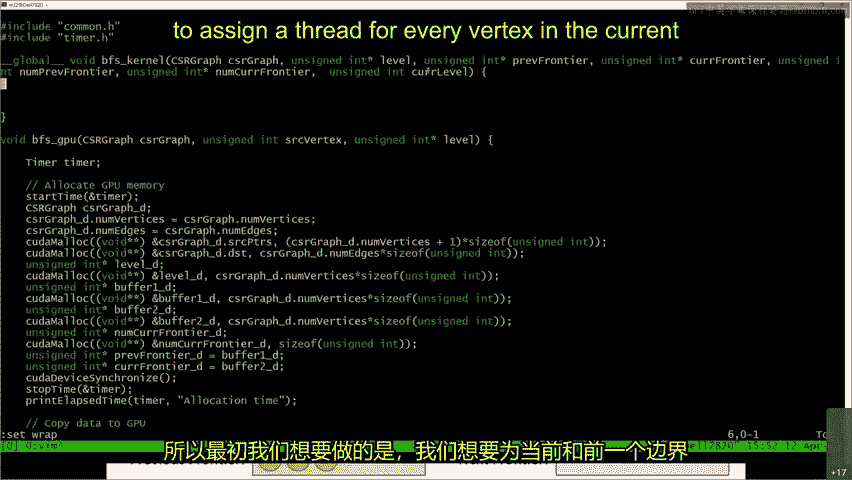 to assign a thread for every vertex in the current
#include "common.h"
#include "timer.h"
__global__ void bfs_kernel(CSRGraph csrGraph, unsigned int* level, unsigned int* prevFrontier, unsigned int* currFrontier, unsigned i
nt numPrevFrontier, unsigned int* numCurrFrontier,  unsigned int currLevel) {
}
void bfs_gpu(CSRGraph csrGraph, unsigned int srcVertex, unsigned int* level) {
Timer timer;
// Allocate GPU memory
startTime(&timer);
CSRGraph csrGraph_d;
csrGraph_d.numVertices = csrGraph.numVertices;
csrGraph_d.numEdges = csrGraph.numEdges;
cudaMalloc((void**) &csrGraph_d.srcPtrs, (csrGraph_d.numVertices + 1)*sizeof(unsigned int));
cudaMalloc((void**) &csrGraph_d.dst, csrGraph_d.numEdges*sizeof(unsigned int));
unsigned int* level_d;
cudaMalloc((void**) &level_d, csrGraph_d.numVertices*sizeof(unsigned int));
unsigned int* buffer1_d;
cudaMalloc((void**) &buffer1_d, csrGraph_d.numVertices*sizeof(unsigned int));
unsigned int* buffer2_d;
cudaMalloc((void**) &buffer2_d, csrGraph_d.numVertices*sizeof(unsigned int));
unsigned int* numCurrFrontier_d;
cudaMalloc((void**) &numCurrFrontier_d, sizeof(unsigned int));
unsigned int* prevFrontier_d = buffer1_d;
unsigned int* currFrontier_d = buffer2_d;
cudaDeviceSynchronize();
stopTime(&timer);
printElapsedTime(timer, "Allocation time");
// Copy data to GPU
:set wrap 6,0-1
所以最初我们想要做的是，我们想要为当前和前一个边界
+17